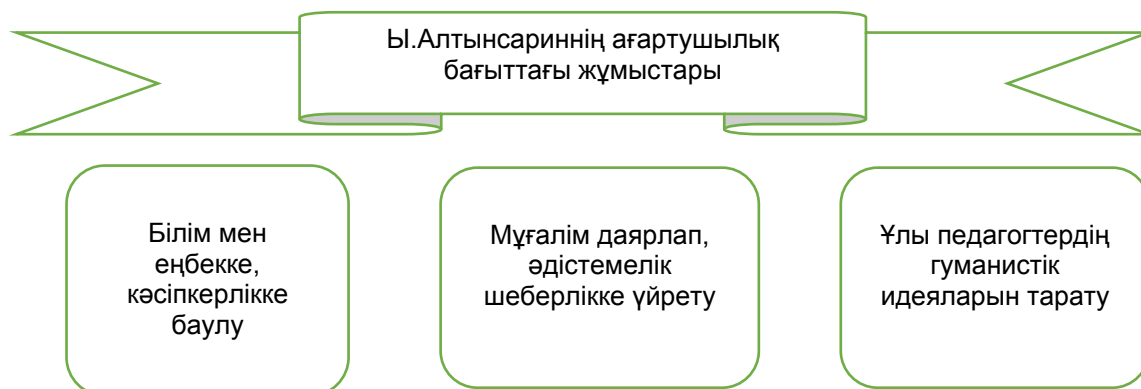 Ы.Алтынсариннің ағартушылық
бағыттағы жұмыстары
Білім мен
еңбекке,
кәсіпкерлікке
баулу
Мұғалім даярлап,
әдістемелік
шеберлікке үйрету
Ұлы педагогтердің
гуманистік
идеяларын тарату